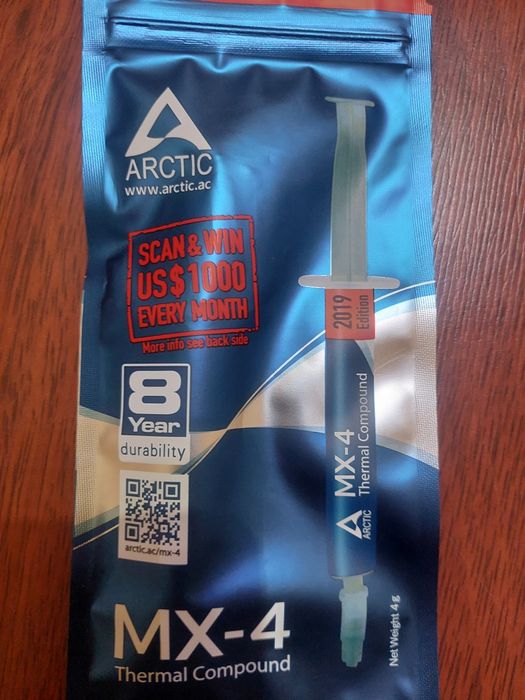 ARCTIC
www.arctic.ac
SCAN & WIN
US$1000
EVERY MONTH
More info see back side
8
Year
durability
arctic.ac/mx-4
MX-4
Thermal Compound
2019
Edition
MX-4
Thermal Compound
ARCTIC
Net Weight 4 g